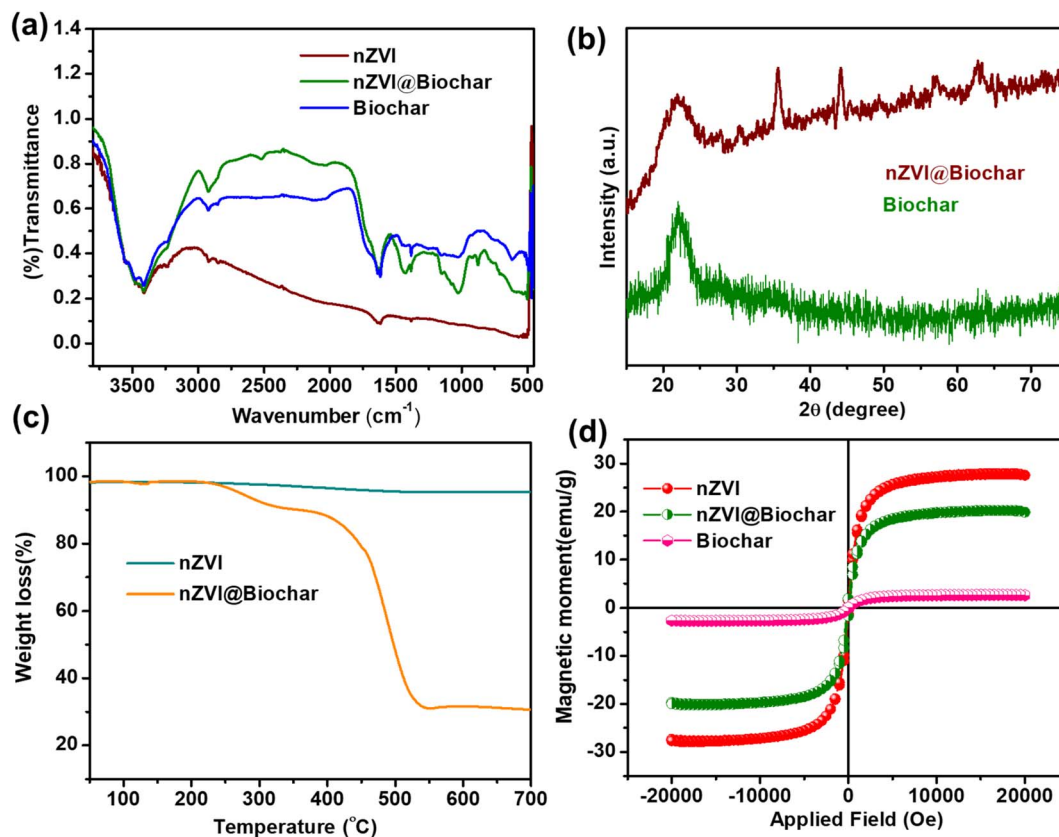 (a)
1.4
1.2
1.0
0.8
0.6
0.4
0.2
0.0
(%)Transmittance
nZVI
nZVI@Biochar
Biochar
3500 3000 2500 2000 1500 1000 500
Wavenumber (cm⁻¹)
(b)
Intensity (a.u.)
nZVI@Biochar
Biochar
20 30 40 50 60 70
2θ (degree)
(c)
100
80
60
40
20
Weight loss(%)
nZVI
nZVI@Biochar
100 200 300 400 500 600 700
Temperature (°C)
(d)
30
20
10
0
-10
-20
-30
Magnetic moment(emu/g)
nZVI
nZVI@Biochar
Biochar
-20000 -10000 0 10000 20000
Applied Field (Oe)